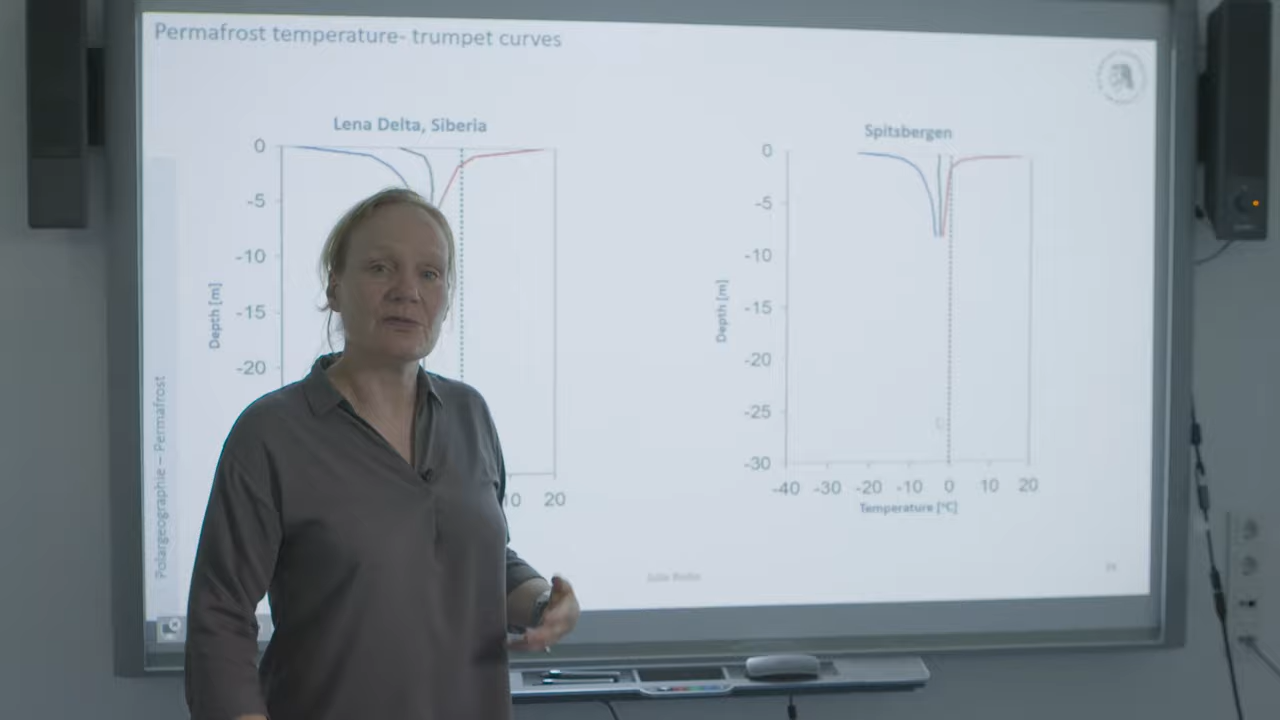 Permafrost temperature- trumpet curves
Lena Delta, Siberia
0
-5
-10
-15
-20
Depth [m]
10 20
Spitsbergen
0
-5
-10
-15
-20
-25
-30
Depth [m]
-40 -30 -20 -10 0 10 20
Temperature [°C]
Polargeographie – Permafrost